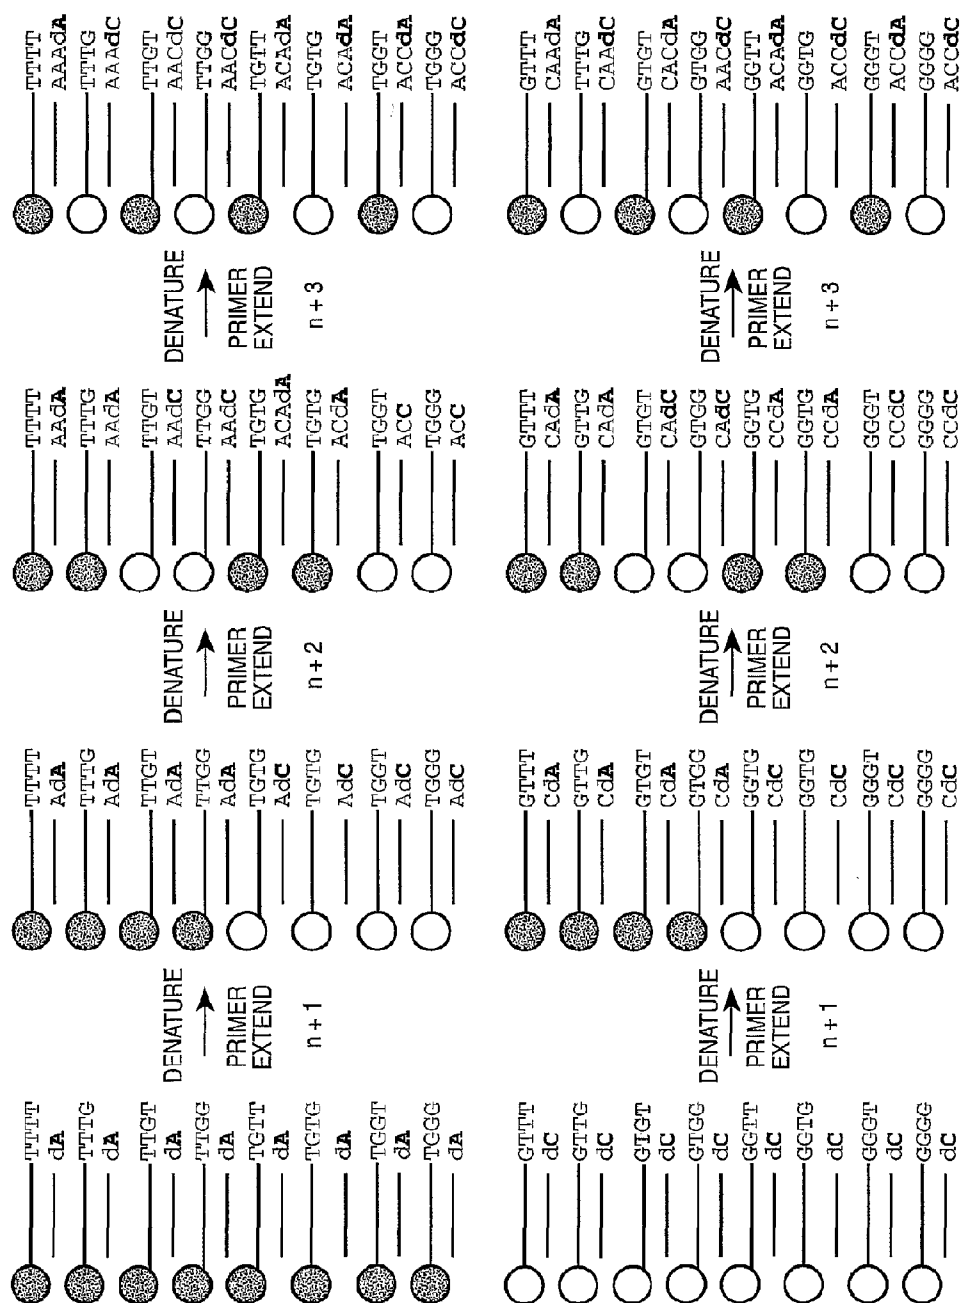 TTTT
dA
TTTG
dA
TTGT
dA
TTGG
dA
TGTT
dA
TGTG
dA
TGGT
dA
TGGG
dA
DENATURE
PRIMER
EXTEND
n + 1
TTTT
AdA
TTTG
AdA
TTGT
AdA
TTGG
AdA
TGTG
AdC
TGTG
AdC
TGGT
AdC
TGGG
AdC
DENATURE
PRIMER
EXTEND
n + 2
TTTT
AAdA
TTTG
AAdA
TTGT
AAdC
TTGG
AAdC
TGTG
ACAdA
TGTG
ACdA
TGGT
ACC
TGGG
ACC
DENATURE
PRIMER
EXTEND
n + 3
TTTT
AAAdA
TTTG
AAAdC
TTGT
AACdC
TTGG
AACdC
TGTT
ACAdA
TGTG
ACAdA
TGGT
ACCdA
TGGG
ACCdC
GTTT
dC
GTTG
dC
GTGT
dC
GTGG
dC
GGTT
dC
GGTG
dC
GGGT
dC
GGGG
dC
DENATURE
PRIMER
EXTEND
n + 1
GTTT
CdA
GTTG
CdA
GTGT
CdA
GTGG
CdA
GGTG
CdC
GGTG
CdC
GGGT
CdC
GGGG
CdC
DENATURE
PRIMER
EXTEND
n + 2
GTTT
CAdA
GTTG
CAdA
GTGT
CAdC
GTGG
CAdC
GGTG
CCdA
GGTG
CCdA
GGGT
CCdC
GGGG
CCdC
DENATURE
PRIMER
EXTEND
n + 3
GTTT
CAAdA
TTTG
CAAdC
GTGT
CACdA
GTGG
AACdC
GGTT
ACAdA
GGTG
ACCdC
GGGT
ACCdA
GGGG
ACCdC